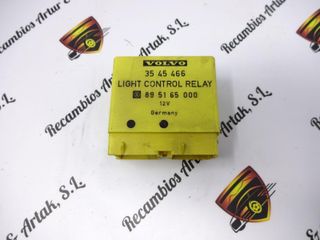 VOLVO
35 45 466
LIGHT CONTROL RELAY
89 51 65 000
12V
Germany
Recambios Artak, S.L.
Recambios Artak, S.L.
Recambios Artak, S.L.